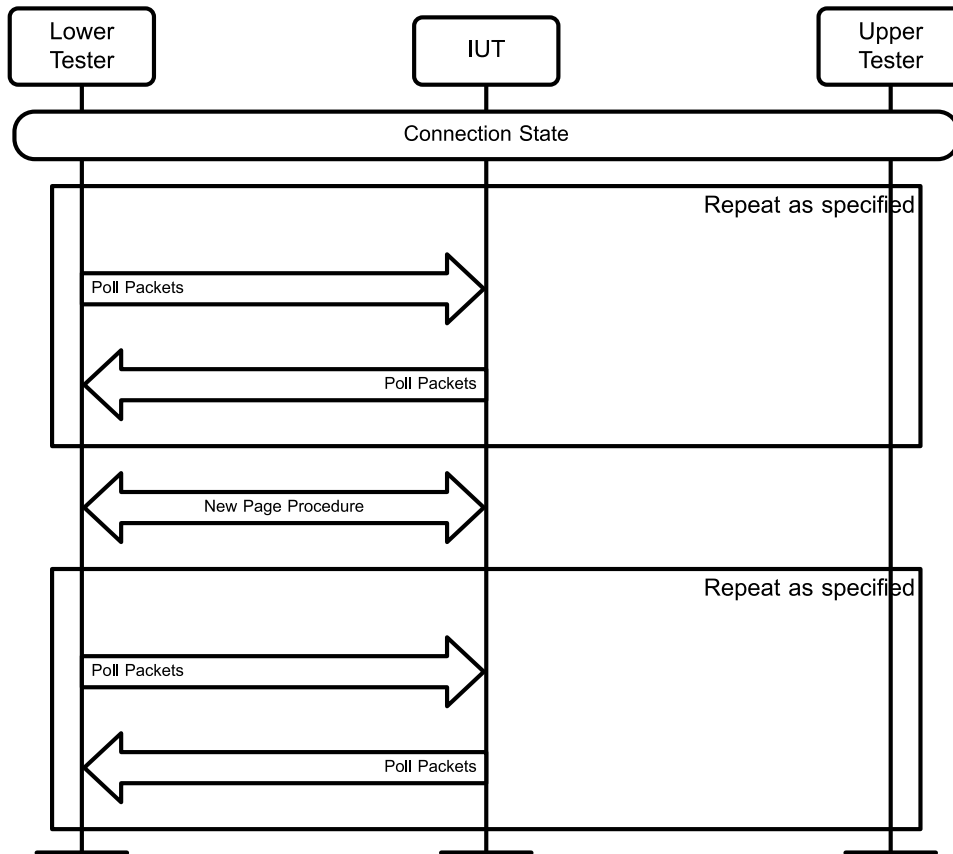 Lower
Tester
IUT
Upper
Tester
Connection State
Repeat as specified
Poll Packets
Poll Packets
New Page Procedure
Repeat as specified
Poll Packets
Poll Packets